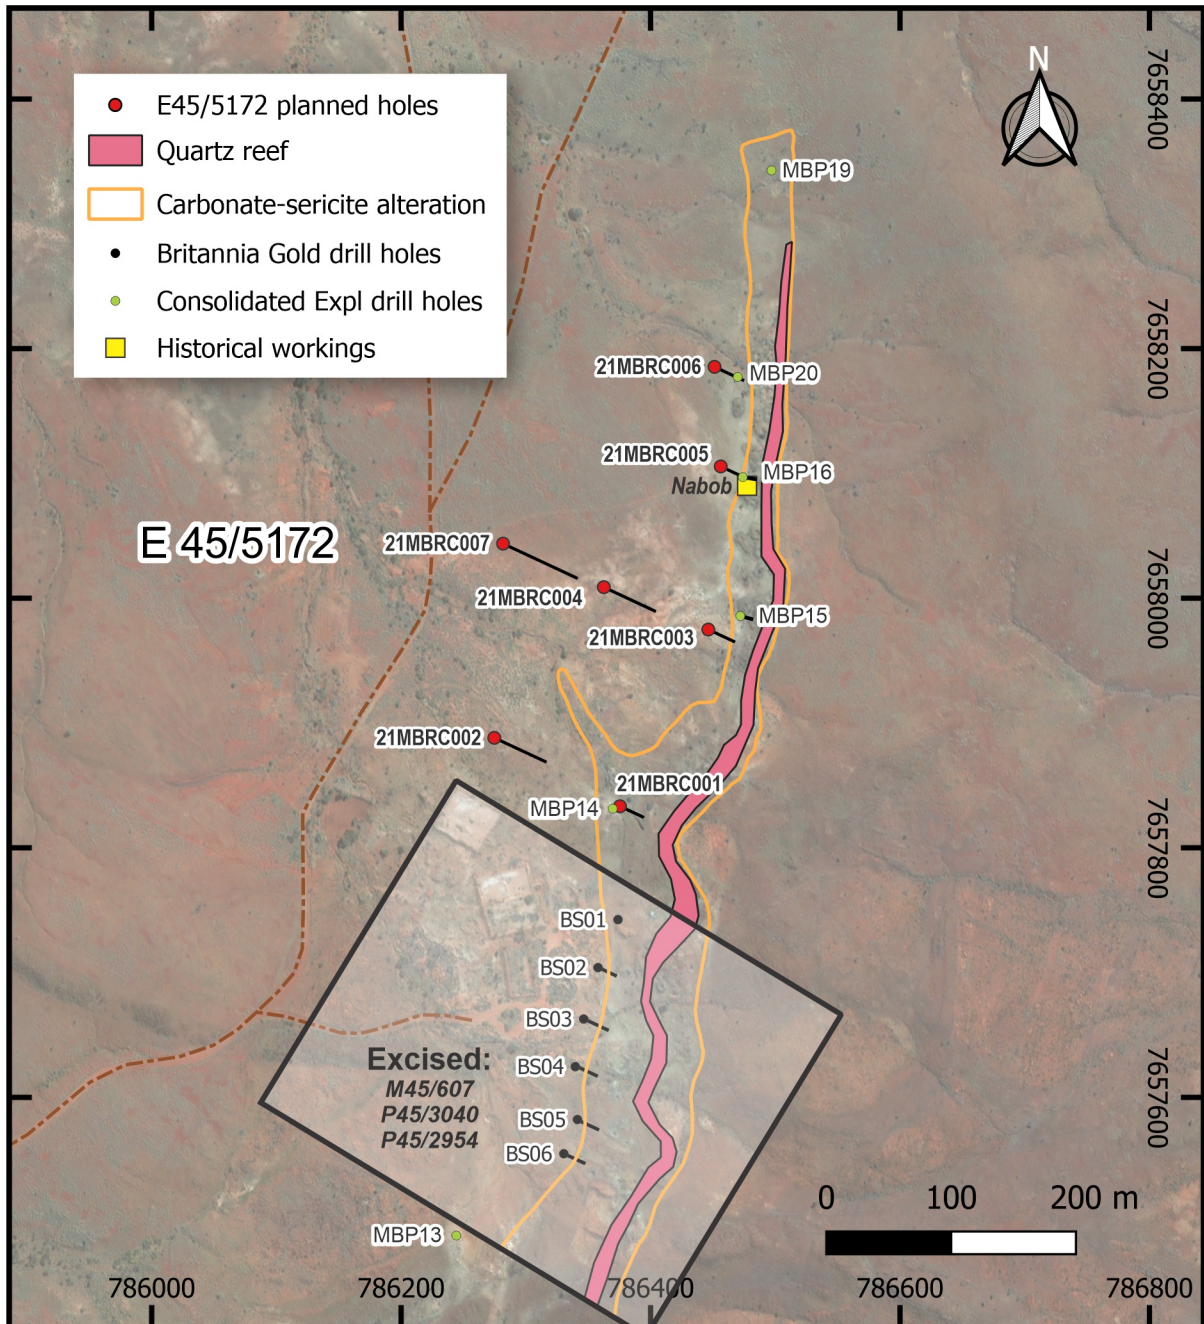 N
E45/5172 planned holes
Quartz reef
Carbonate-sericite alteration
Britannia Gold drill holes
Consolidated Expl drill holes
Historical workings
7658400
MBP19
7658200
21MBRC006
MBP20
21MBRC005
MBP16
Nabob
E 45/5172
21MBRC007
21MBRC004
7658000
MBP15
21MBRC003
21MBRC002
21MBRC001
MBP14
7657800
BS01
BS02
BS03
Excised:
M45/607
P45/3040
P45/2954
BS04
BS05
BS06
7657600
MBP13
0 100 200 m
786000 786200 786400 786600 786800